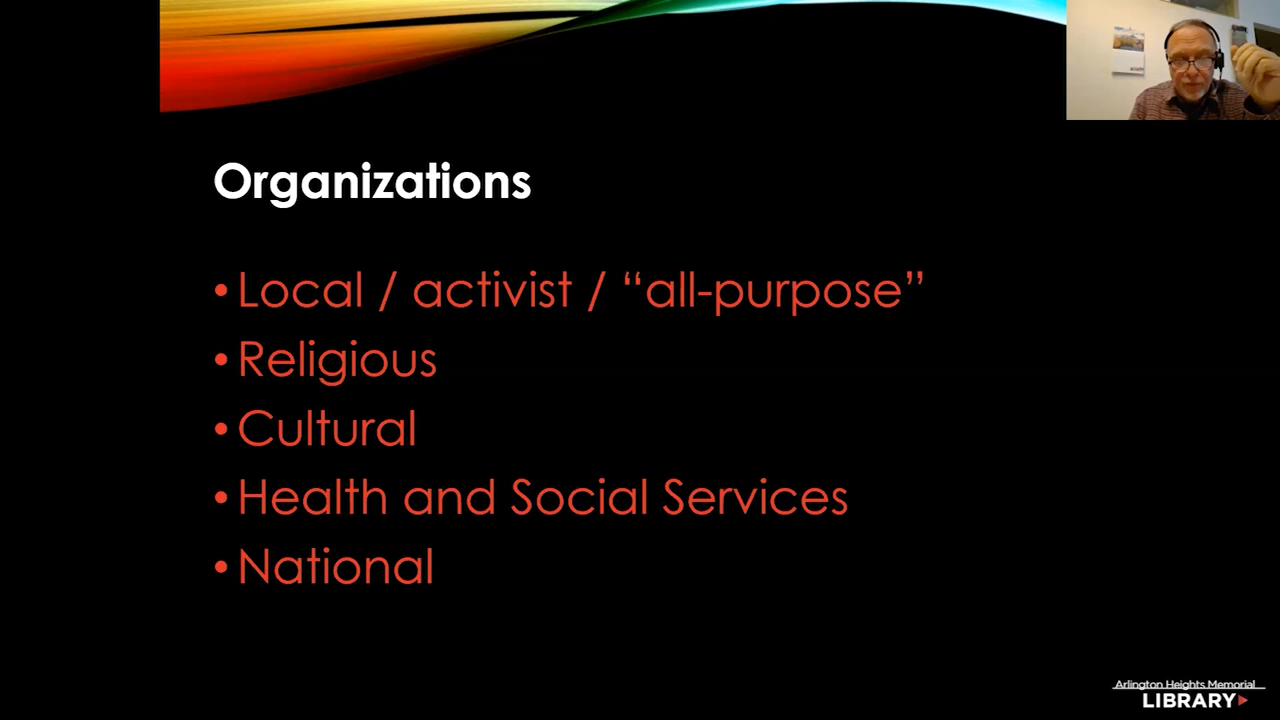 Organizations
• Local / activist / “all-purpose”
• Religious
• Cultural
• Health and Social Services
• National
Arlington Heights Memorial
LIBRARY